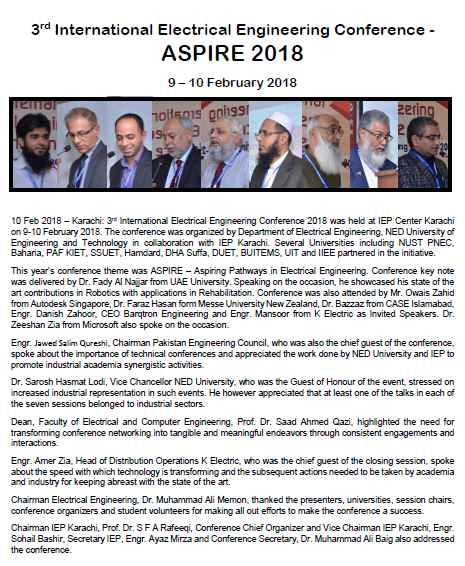 3rd International Electrical Engineering Conference -
ASPIRE 2018
9 – 10 February 2018
10 Feb 2018 – Karachi: 3rd International Electrical Engineering Conference 2018 was held at IEP Center Karachi
on 9-10 February 2018. The conference was organized by Department of Electrical Engineering, NED University of
Engineering and Technology in collaboration with IEP Karachi. Several Universities including NUST PNEC,
Baharia, PAF KIET, SSUET, Hamdard, DHA Suffa, DUET, BUITEMS, UIT and IIEE partnered in the initiative.
This year's conference theme was ASPIRE – Aspiring Pathways in Electrical Engineering. Conference key note
was delivered by Dr. Fady Al Najjar from UAE University. Speaking on the occasion, he showcased his state of the
art contributions in Robotics with applications in Rehabilitation. Conference was also attended by Mr. Owais Zahid
from Autodesk Singapore, Dr. Faraz Hasan form Messe University New Zealand, Dr. Bazzaz from CASE Islamabad,
Engr. Danish Zahoor, CEO Barqtron Engineering and Engr. Mansoor from K Electric as Invited Speakers. Dr.
Zeeshan Zia from Microsoft also spoke on the occasion.
Engr. Jawed Salim Qureshi, Chairman Pakistan Engineering Council, who was also the chief guest of the conference,
spoke about the importance of technical conferences and appreciated the work done by NED University and IEP to
promote industrial academia synergistic activities.
Dr. Sarosh Hasmat Lodi, Vice Chancellor NED University, who was the Guest of Honour of the event, stressed on
increased industrial representation in such events. He however appreciated that at least one of the talks in each of
the seven sessions belonged to industrial sectors.
Dean, Faculty of Electrical and Computer Engineering, Prof. Dr. Saad Ahmed Qazi, highlighted the need for
transforming conference networking into tangible and meaningful endeavors through consistent engagements and
interactions.
Engr. Amer Zia, Head of Distribution Operations K Electric, who was the chief guest of the closing session, spoke
about the speed with which technology is transforming and the subsequent actions needed to be taken by academia
and industry for keeping abreast with the state of the art.
Chairman Electrical Engineering, Dr. Muhammad Ali Memon, thanked the presenters, universities, session chairs,
conference organizers and student volunteers for making all out efforts to make the conference a success.
Chairman IEP Karachi, Prof. Dr. S F A Rafeeqi, Conference Chief Organizer and Vice Chairman IEP Karachi, Engr.
Sohail Bashir, Secretary IEP, Engr. Ayaz Mirza and Conference Secretary, Dr. Muhammad Ali Baig also addressed
the conference.